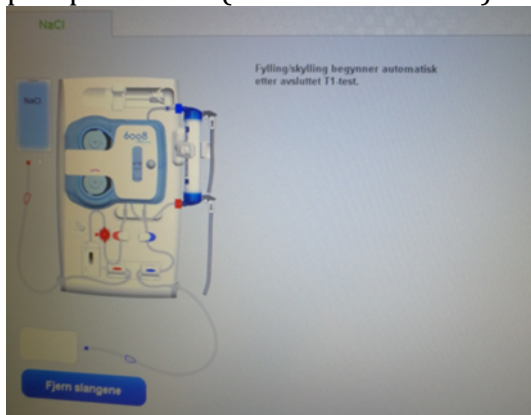 NaCl
Fylling/skylling begynner automatisk
etter avsluttet T1-test.
NaCl
6008
Fjern slangene